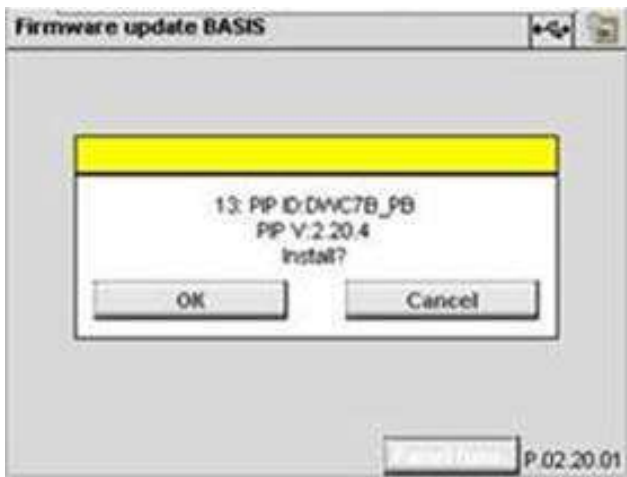 Firmware update BASIS
13: PIP ID:DWC7B_PB
PIP V:2.20.4
Install?
OK
Cancel
P.02.20.01